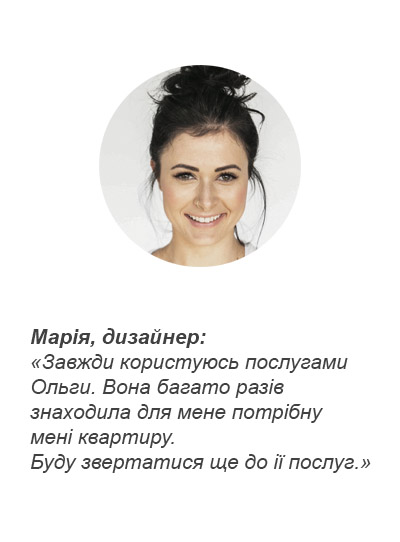 Марія, дизайнер:
«Завжди користуюсь послугами
Ольги. Вона багато разів
знаходила для мене потрібну
мені квартиру.
Буду звертатися ще до ії послуг.»